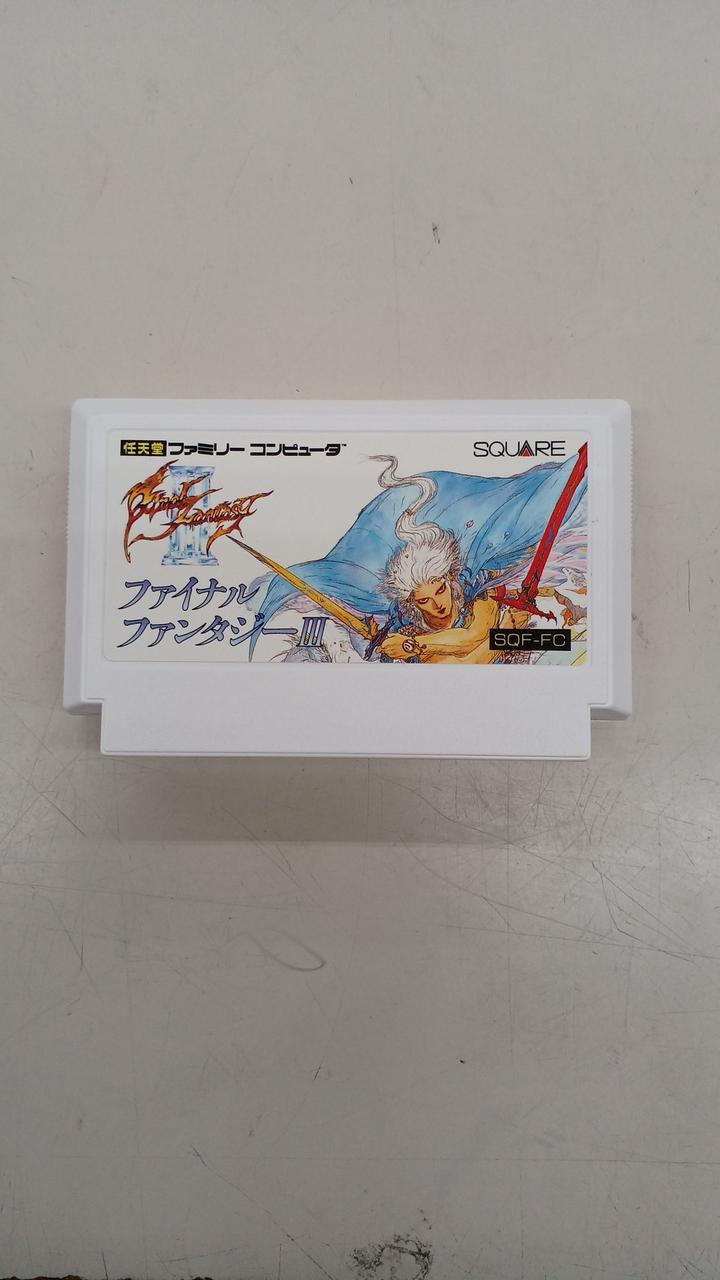 任天堂 ファミリー コンピュータ™
SQUARE
Final Fantasy
III
ファイナル
ファンタジーIII
SQF-FC